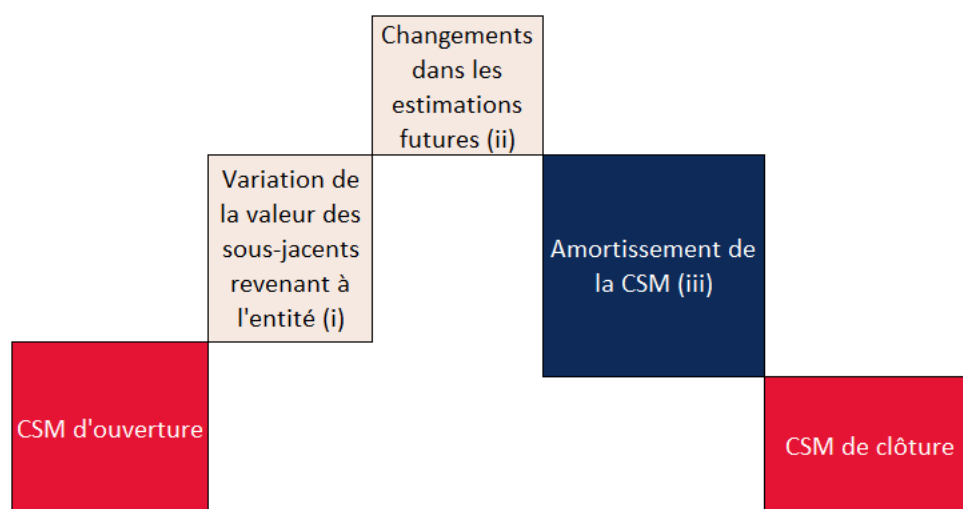 Changements
dans les
estimations
futures (ii)
Variation de
la valeur des
sous-jacents
revenant à
l'entité (i)
Amortissement de
la CSM (iii)
CSM d'ouverture
CSM de clôture